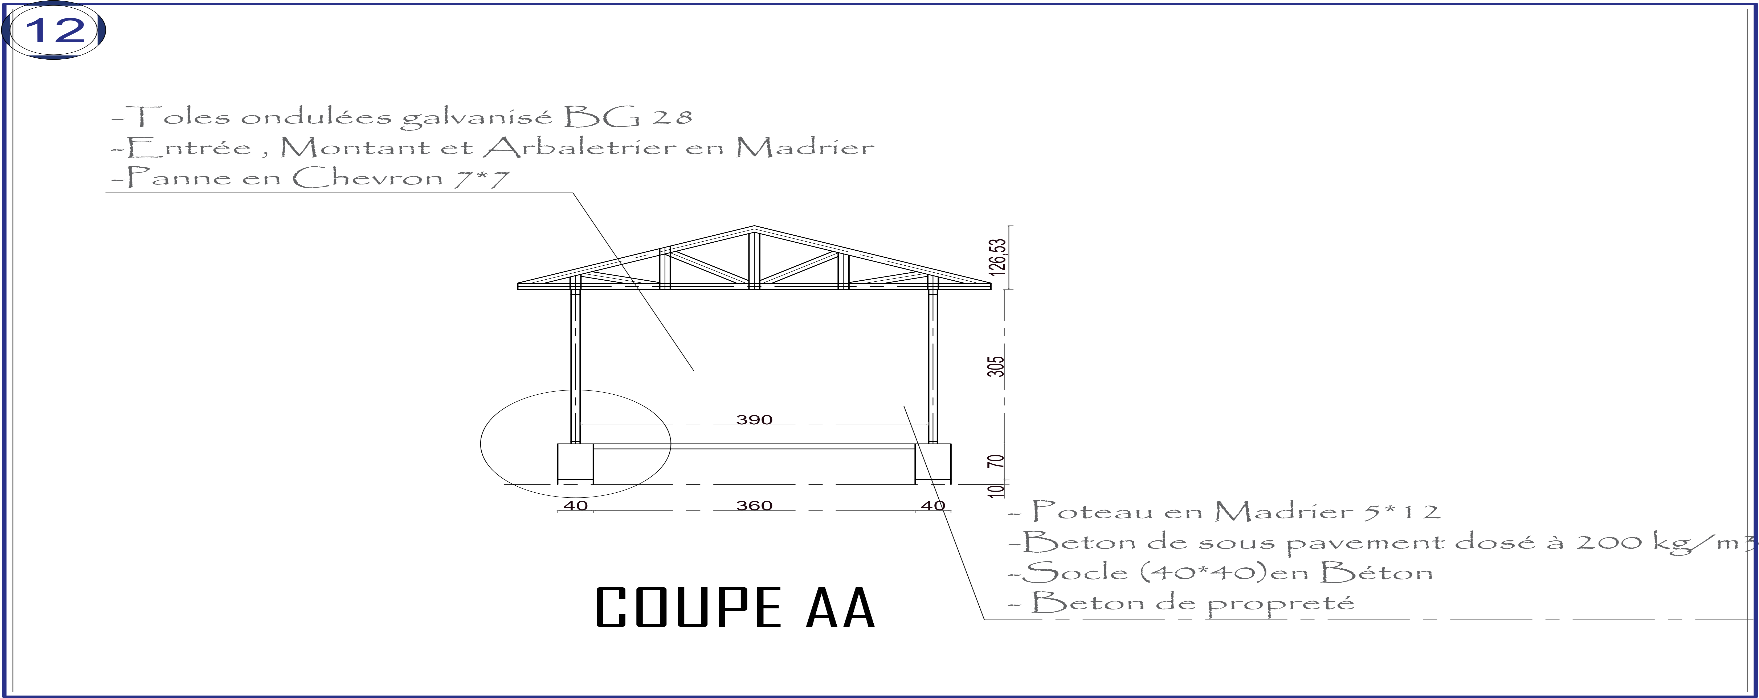 12
-Toles ondulées galvanisé BG 28
-Entrée , Montant et Arbaletrier en Madrier
-Panne en Chevron 7*7
126,53
305
390
70
10
40 360 40
- Poteau en Madrier 5*12
-Beton de sous pavement dosé à 200 kg/m3
-Socle (40*40)en Béton
- Beton de propreté
COUPE AA